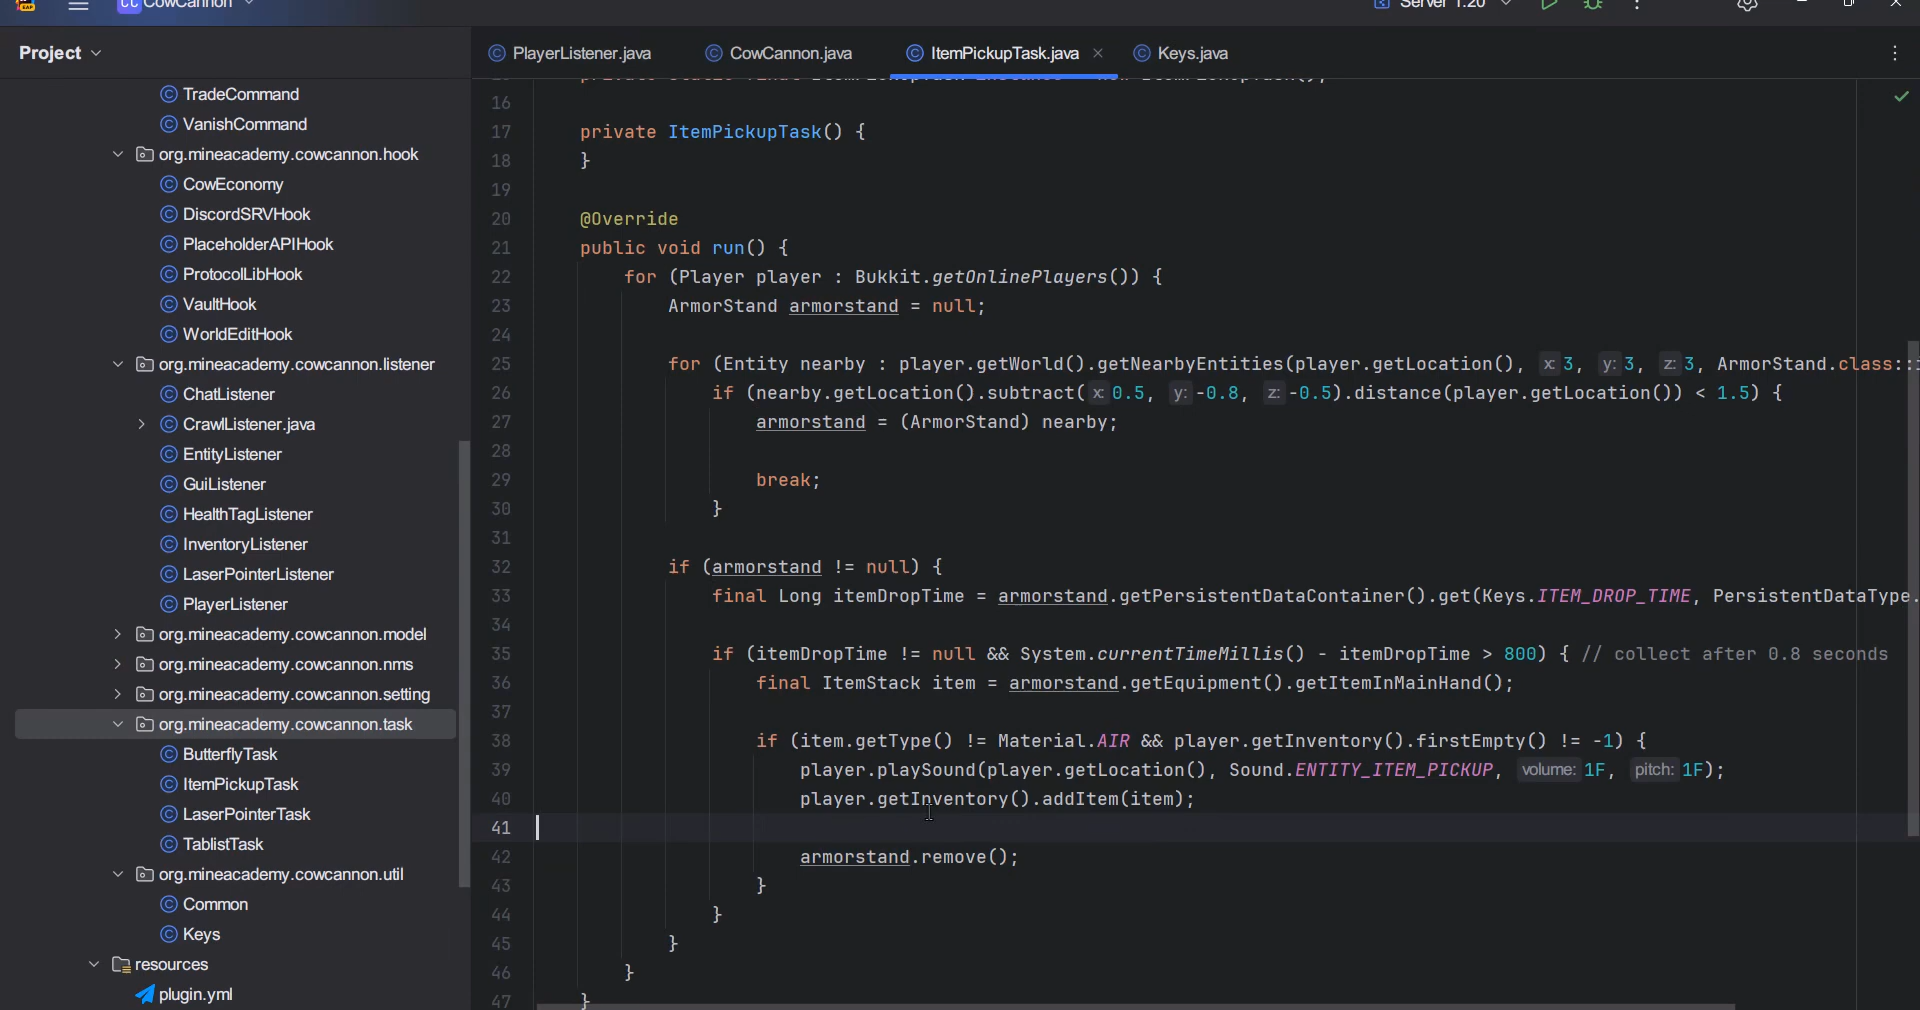 CowCannon
Server 1.20
Project
PlayerListener.java
CowCannon.java
ItemPickupTask.java
Keys.java
TradeCommand
VanishCommand
org.mineacademy.cowcannon.hook
CowEconomy
DiscordSRVHook
PlaceholderAPIHook
ProtocolLibHook
VaultHook
WorldEditHook
org.mineacademy.cowcannon.listener
ChatListener
CrawlListener.java
EntityListener
GuiListener
HealthTagListener
InventoryListener
LaserPointerListener
PlayerListener
org.mineacademy.cowcannon.model
org.mineacademy.cowcannon.nms
org.mineacademy.cowcannon.setting
org.mineacademy.cowcannon.task
ButterflyTask
ItemPickupTask
LaserPointerTask
TablistTask
org.mineacademy.cowcannon.util
Common
Keys
resources
plugin.yml
16
17 private ItemPickupTask() {
18 }
19
20 @Override
21 public void run() {
22 for (Player player : Bukkit.getOnlinePlayers()) {
23 ArmorStand armorstand = null;
24
25 for (Entity nearby : player.getWorld().getNearbyEntities(player.getLocation(), x: 3, y: 3, z: 3, ArmorStand.class::
26 if (nearby.getLocation().subtract( x: 0.5, y: -0.8, z: -0.5).distance(player.getLocation()) < 1.5) {
27 armorstand = (ArmorStand) nearby;
28
29 break;
30 }
31
32 if (armorstand != null) {
33 final Long itemDropTime = armorstand.getPersistentDataContainer().get(Keys.ITEM_DROP_TIME, PersistentDataType.
34
35 if (itemDropTime != null && System.currentTimeMillis() - itemDropTime > 800) { // collect after 0.8 seconds
36 final ItemStack item = armorstand.getEquipment().getItemInMainHand();
37
38 if (item.getType() != Material.AIR && player.getInventory().firstEmpty() != -1) {
39 player.playSound(player.getLocation(), Sound.ENTITY_ITEM_PICKUP, volume: 1F, pitch: 1F);
40 player.getInventory().addItem(item);
41
42 armorstand.remove();
43 }
44 }
45 }
46 }
47 }